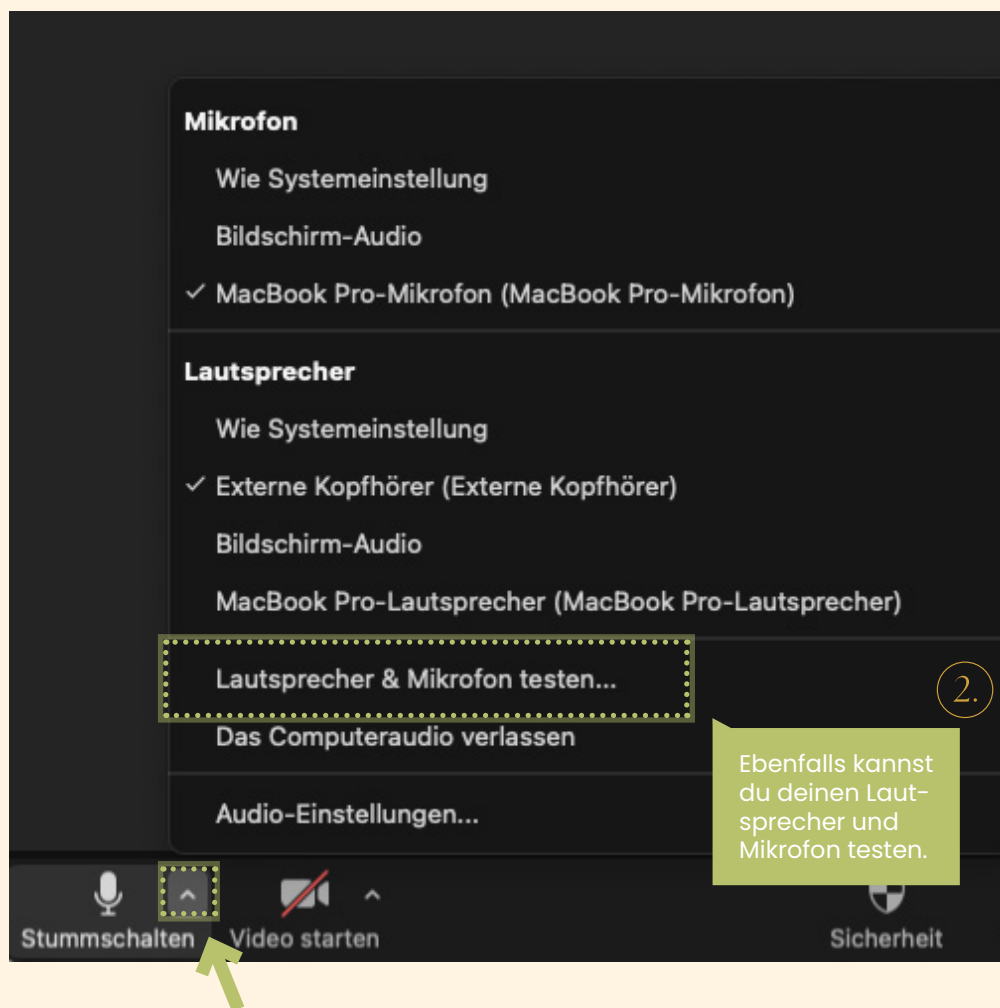 Mikrofon
Wie Systemeinstellung
Bildschirm-Audio
MacBook Pro-Mikrofon (MacBook Pro-Mikrofon)
Lautsprecher
Wie Systemeinstellung
Externe Kopfhörer (Externe Kopfhörer)
Bildschirm-Audio
MacBook Pro-Lautsprecher (MacBook Pro-Lautsprecher)
Lautsprecher & Mikrofon testen...
2.
Das Computeraudio verlassen
Ebenfalls kannst
du deinen Laut-
sprecher und
Mikrofon testen.
Audio-Einstellungen...
Stummschalten
Video starten
Sicherheit